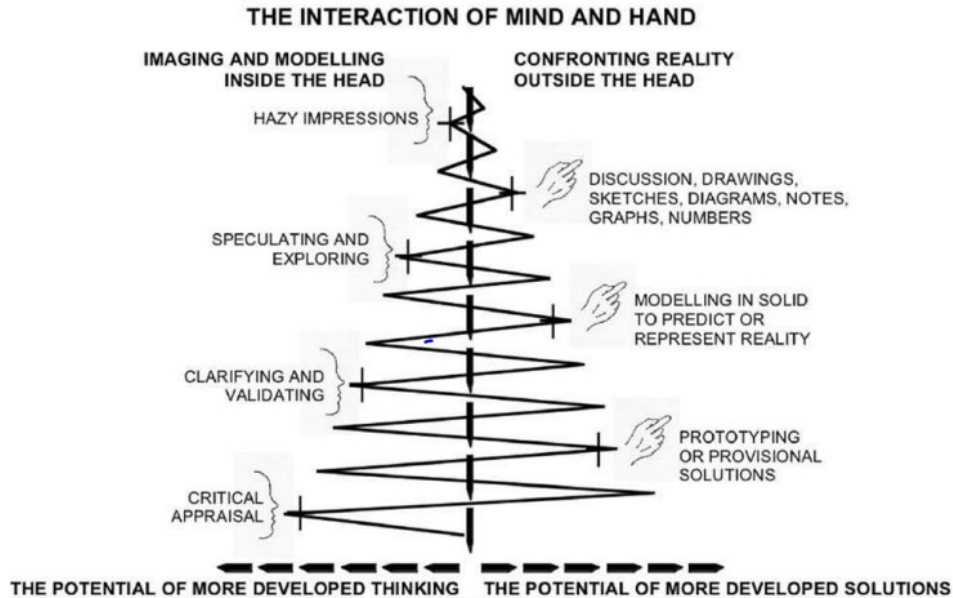 THE INTERACTION OF MIND AND HAND
IMAGING AND MODELLING
INSIDE THE HEAD
CONFRONTING REALITY
OUTSIDE THE HEAD
HAZY IMPRESSIONS
DISCUSSION, DRAWINGS,
SKETCHES, DIAGRAMS, NOTES,
GRAPHS, NUMBERS
SPECULATING AND
EXPLORING
MODELLING IN SOLID
TO PREDICT OR
REPRESENT REALITY
CLARIFYING AND
VALIDATING
PROTOTYPING
OR PROVISIONAL
SOLUTIONS
CRITICAL
APPRAISAL
THE POTENTIAL OF MORE DEVELOPED THINKING
THE POTENTIAL OF MORE DEVELOPED SOLUTIONS